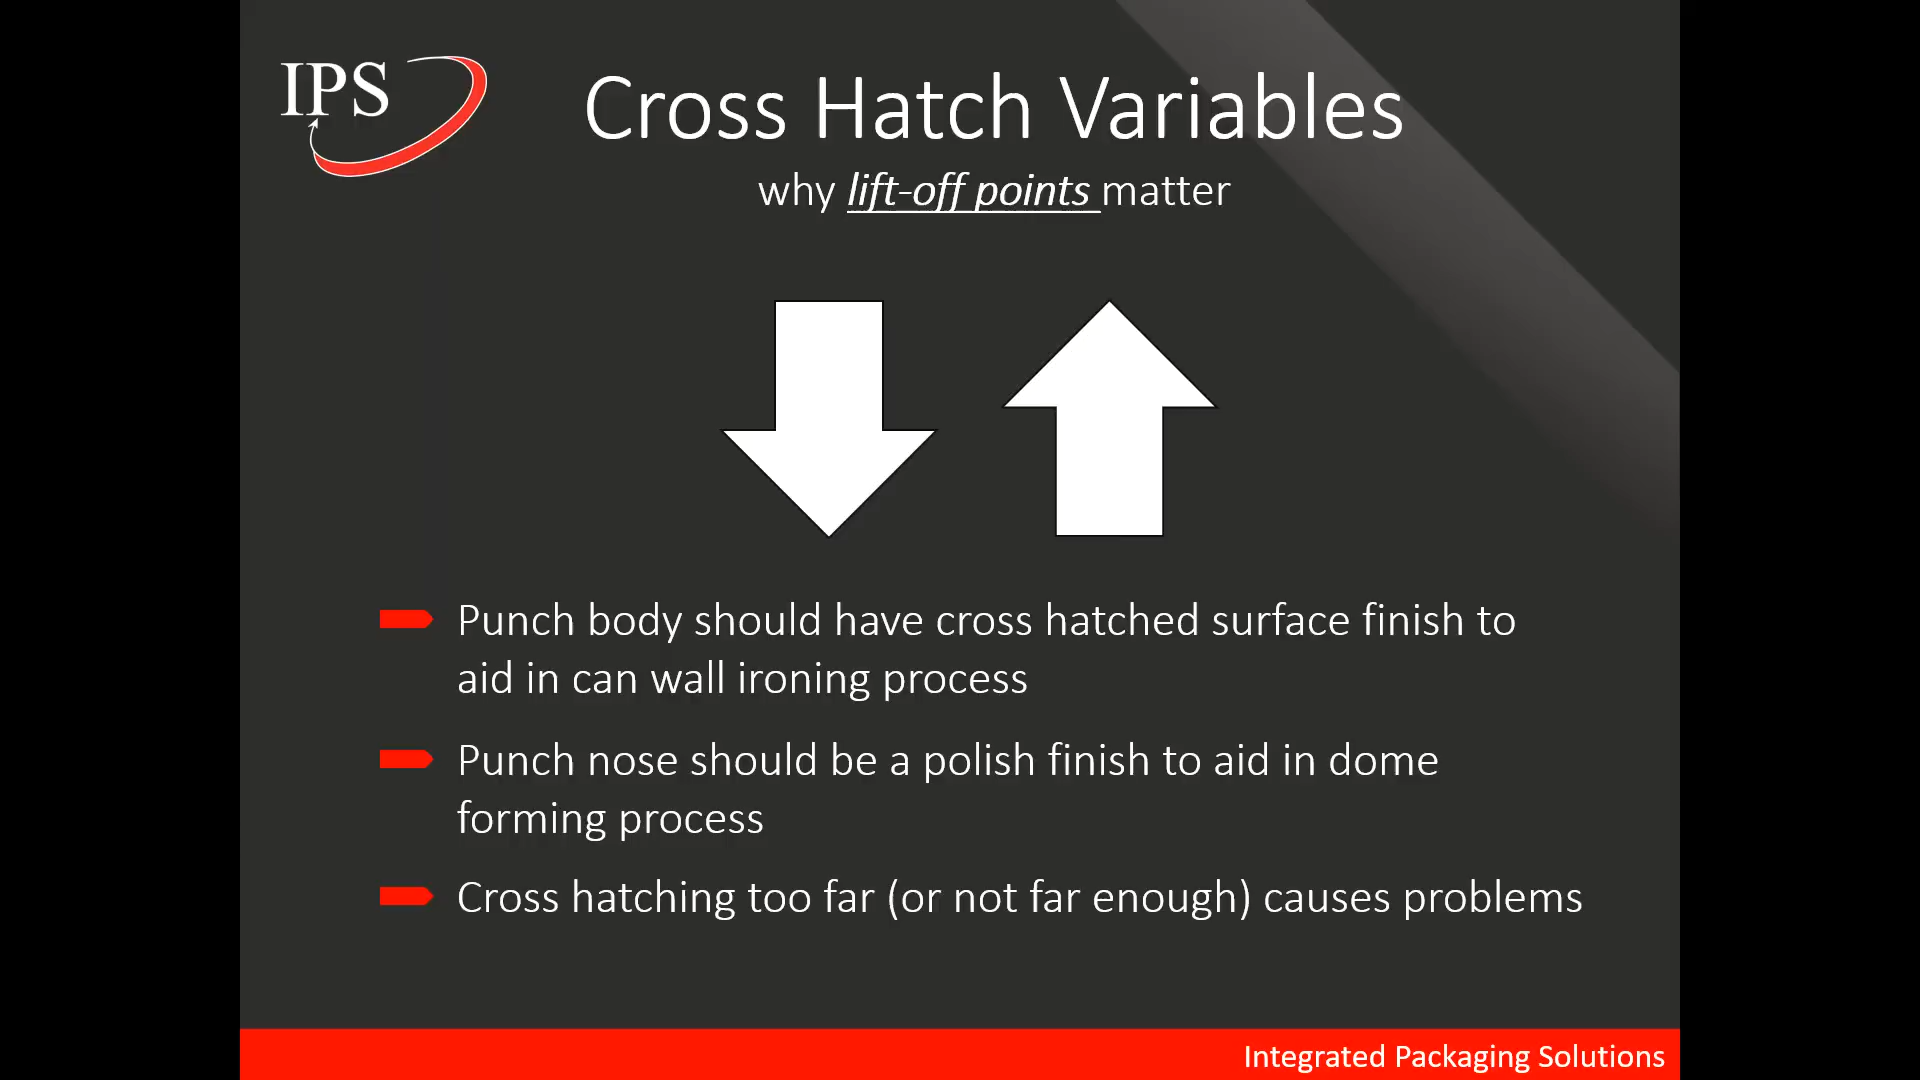 IPS
Cross Hatch Variables
why lift-off points matter
Punch body should have cross hatched surface finish to
aid in can wall ironing process
Punch nose should be a polish finish to aid in dome
forming process
Cross hatching too far (or not far enough) causes problems
Integrated Packaging Solutions